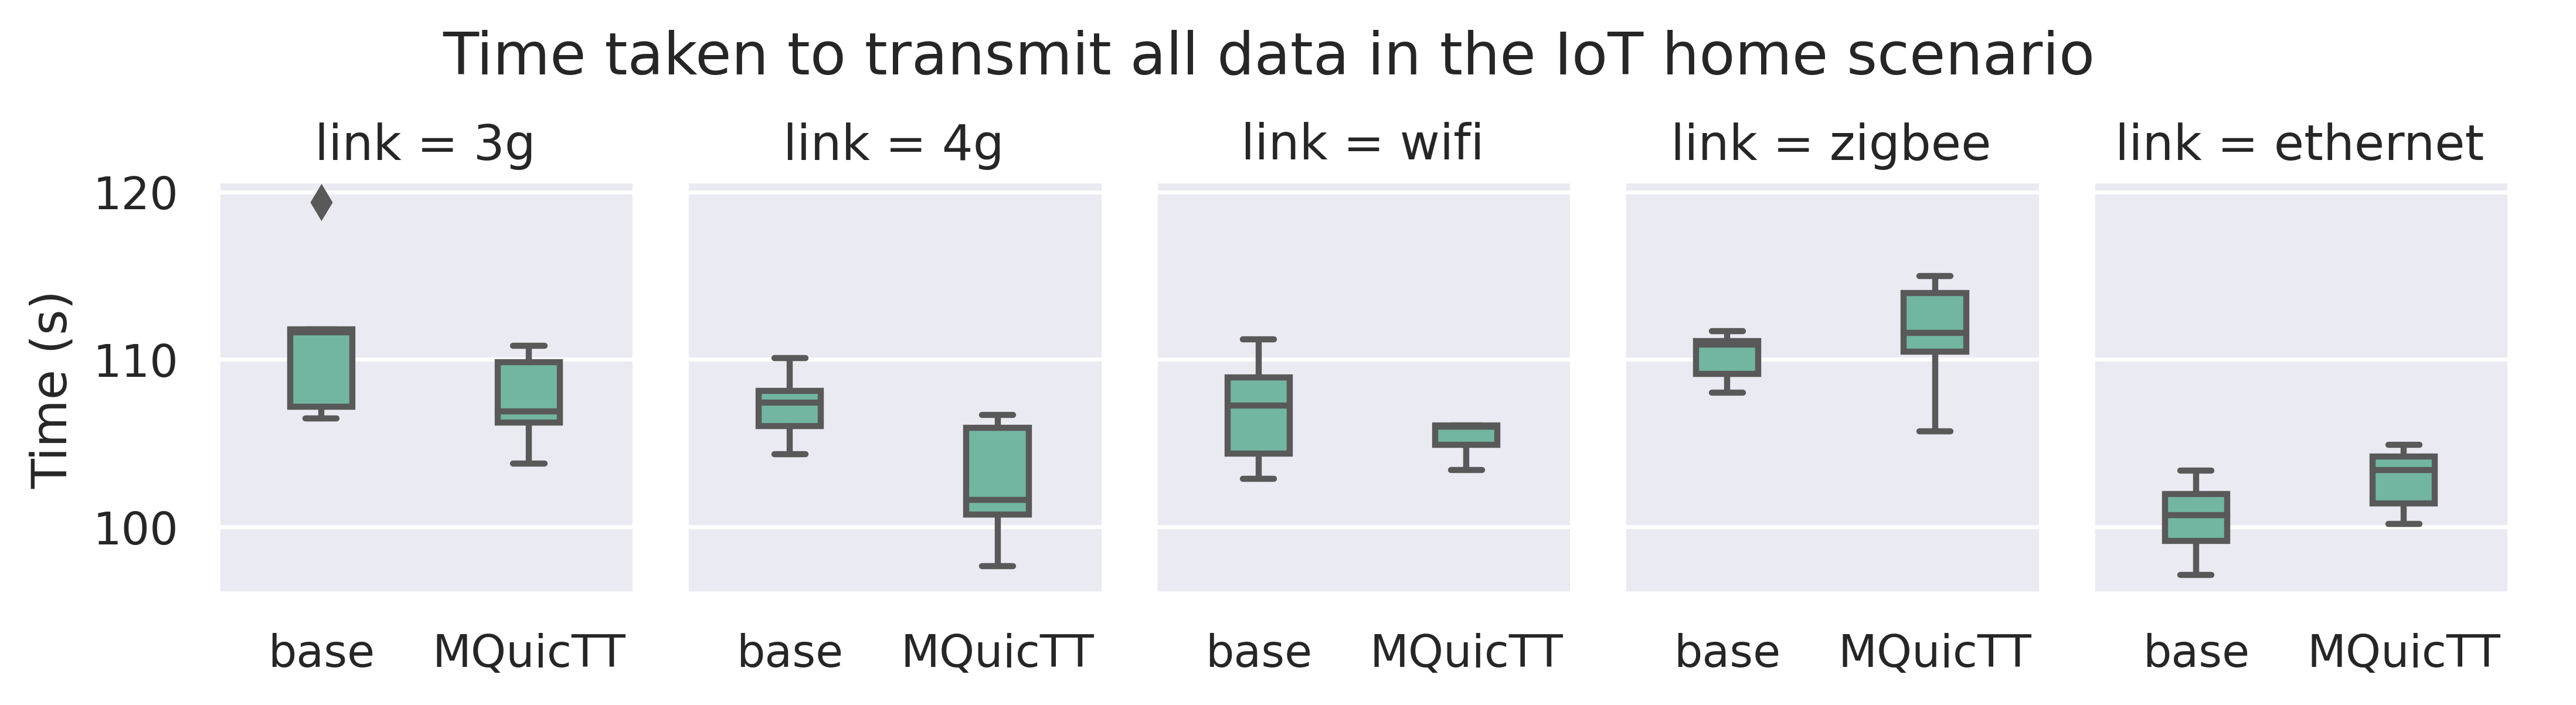 Time taken to transmit all data in the IoT home scenario
link = 3g
link = 4g
link = wifi
link = zigbee
link = ethernet
120
110
100
Time (s)
base
MQuicTT
base
MQuicTT
base
MQuicTT
base
MQuicTT
base
MQuicTT